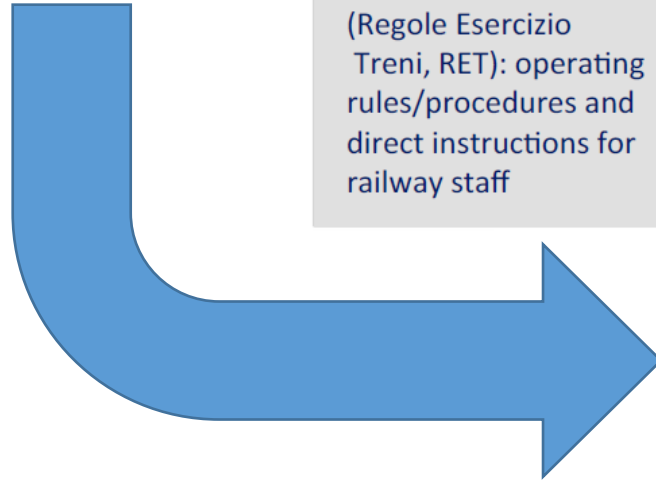 (Regole Esercizio
Treni, RET): operating
rules/procedures and
direct instructions for
railway staff